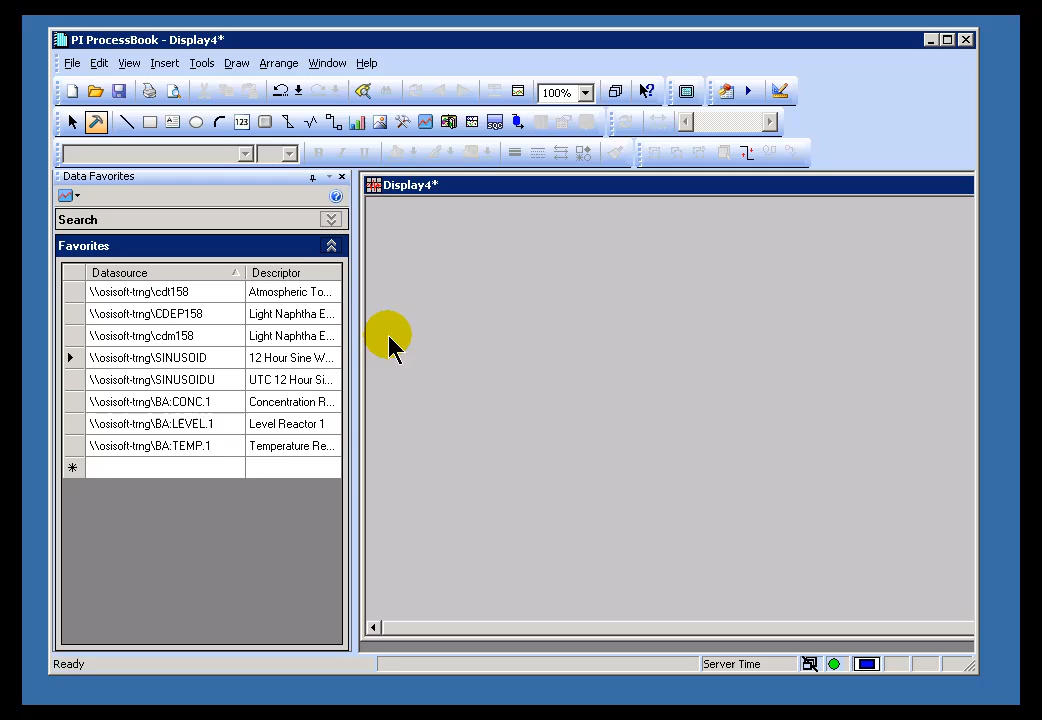 PI ProcessBook - Display4*
File Edit View Insert Tools Draw Arrange Window Help
100%
123
SQC
B I U
Data Favorites
Display4*
Search
Favorites
Datasource Descriptor
\\osisoft-trng\cdt158 Atmospheric To...
\\osisoft-trng\CDEP158 Light Naphtha E...
\\osisoft-trng\cdm158 Light Naphtha E...
\\osisoft-trng\SINUSOID 12 Hour Sine W...
\\osisoft-trng\SINUSOIDU UTC 12 Hour Si...
\\osisoft-trng\BA:CONC.1 Concentration R...
\\osisoft-trng\BA:LEVEL.1 Level Reactor 1
\\osisoft-trng\BA:TEMP.1 Temperature Re...
Ready Server Time